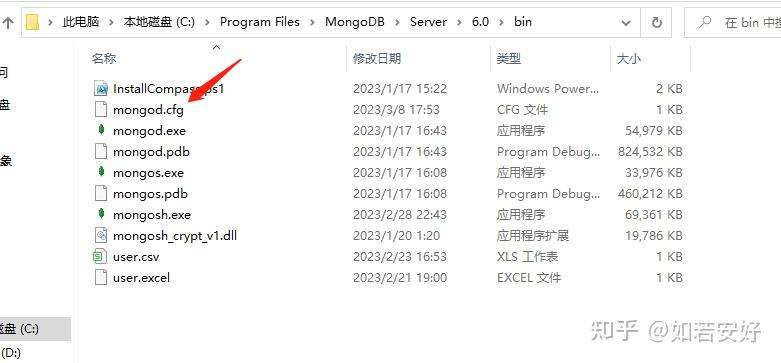 此电脑 › 本地磁盘 (C:) › Program Files › MongoDB › Server › 6.0 › bin
在 bin 中搜
名称 修改日期 类型 大小
InstallCompass.ps1 2023/1/17 15:22 Windows Power... 2 KB
mongod.cfg 2023/3/8 17:53 CFG 文件 1 KB
mongod.exe 2023/1/17 16:43 应用程序 54,979 KB
mongod.pdb 2023/1/17 16:43 Program Debug... 824,532 KB
mongos.exe 2023/1/17 16:08 应用程序 33,976 KB
mongos.pdb 2023/1/17 16:08 Program Debug... 460,212 KB
mongosh.exe 2023/2/28 22:43 应用程序 69,361 KB
mongosh_crypt_v1.dll 2023/1/20 1:20 应用程序扩展 19,786 KB
user.csv 2023/2/23 16:53 XLS 工作表 1 KB
user.excel 2023/2/21 19:00 EXCEL 文件 1 KB
问
盘
象
磁盘 (C:)
(D:)
知乎 @如若安好